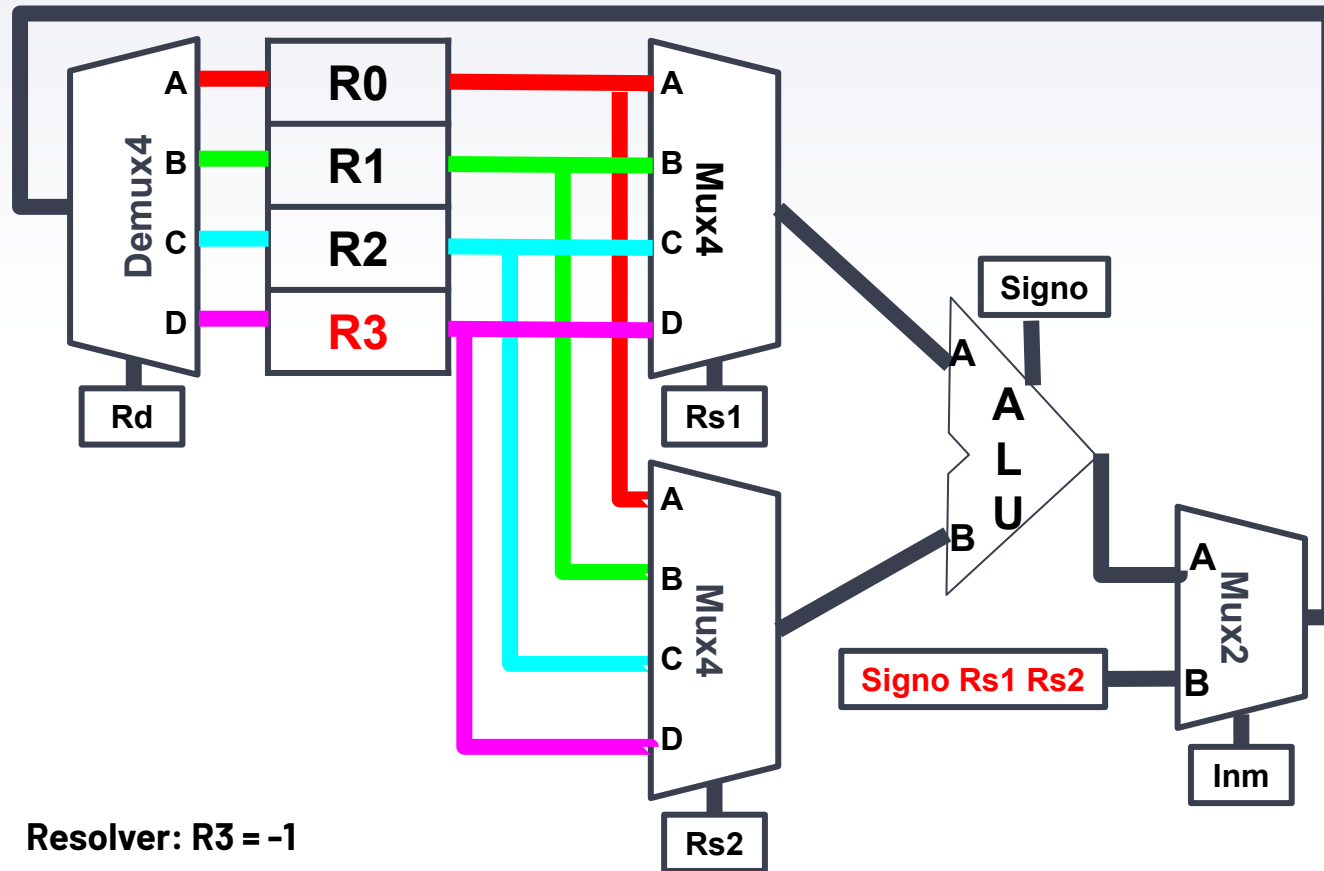 Demux4
A
B
C
D
Rd
R0
R1
R2
R3
A
B
C
D
Mux4
Rs1
A
B
C
D
Mux4
Rs2
Signo
A
B
A
L
U
Signo Rs1 Rs2
A
B
Mux2
Inm
Resolver: R3 = -1